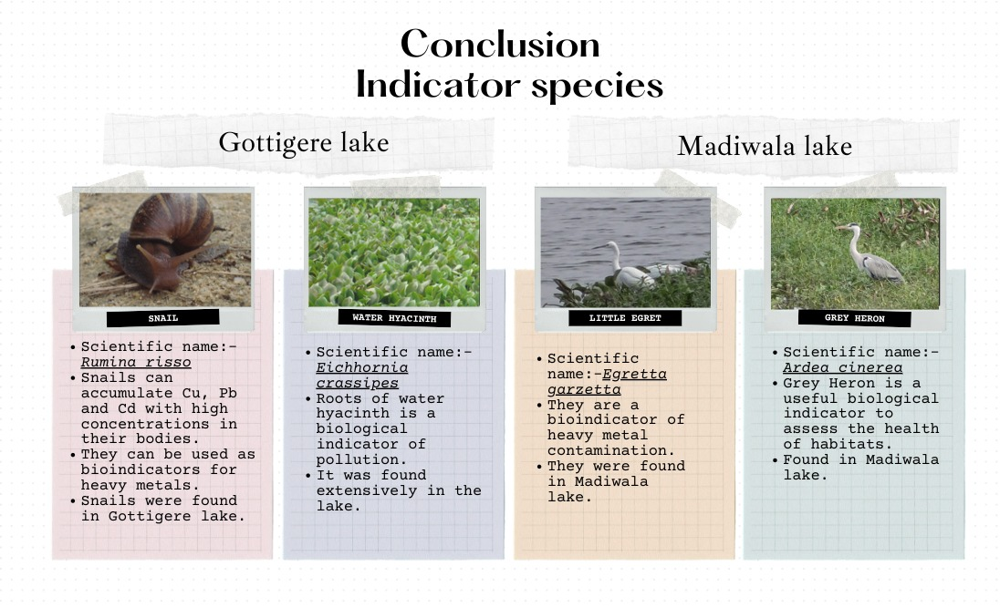 Conclusion
Indicator species
Gottigere lake
Madiwala lake
SNAIL
• Scientific name:-
Rumina risso
• Snails can
accumulate Cu, Pb
and Cd with high
concentrations in
their bodies.
• They can be used as
bioindicators for
heavy metals.
• Snails were found
in Gottigere lake.
WATER HYACINTH
• Scientific name:-
Eichhornia
crassipes
• Roots of water
hyacinth is a
biological
indicator of
pollution.
• It was found
extensively in the
lake.
LITTLE EGRET
• Scientific
name:-Egretta
garzetta
• They are a
bioindicator of
heavy metal
contamination.
• They were found
in Madiwala
lake.
GREY HERON
• Scientific name:-
Ardea cinerea
• Grey Heron is a
useful biological
indicator to
assess the health
of habitats.
• Found in Madiwala
lake.